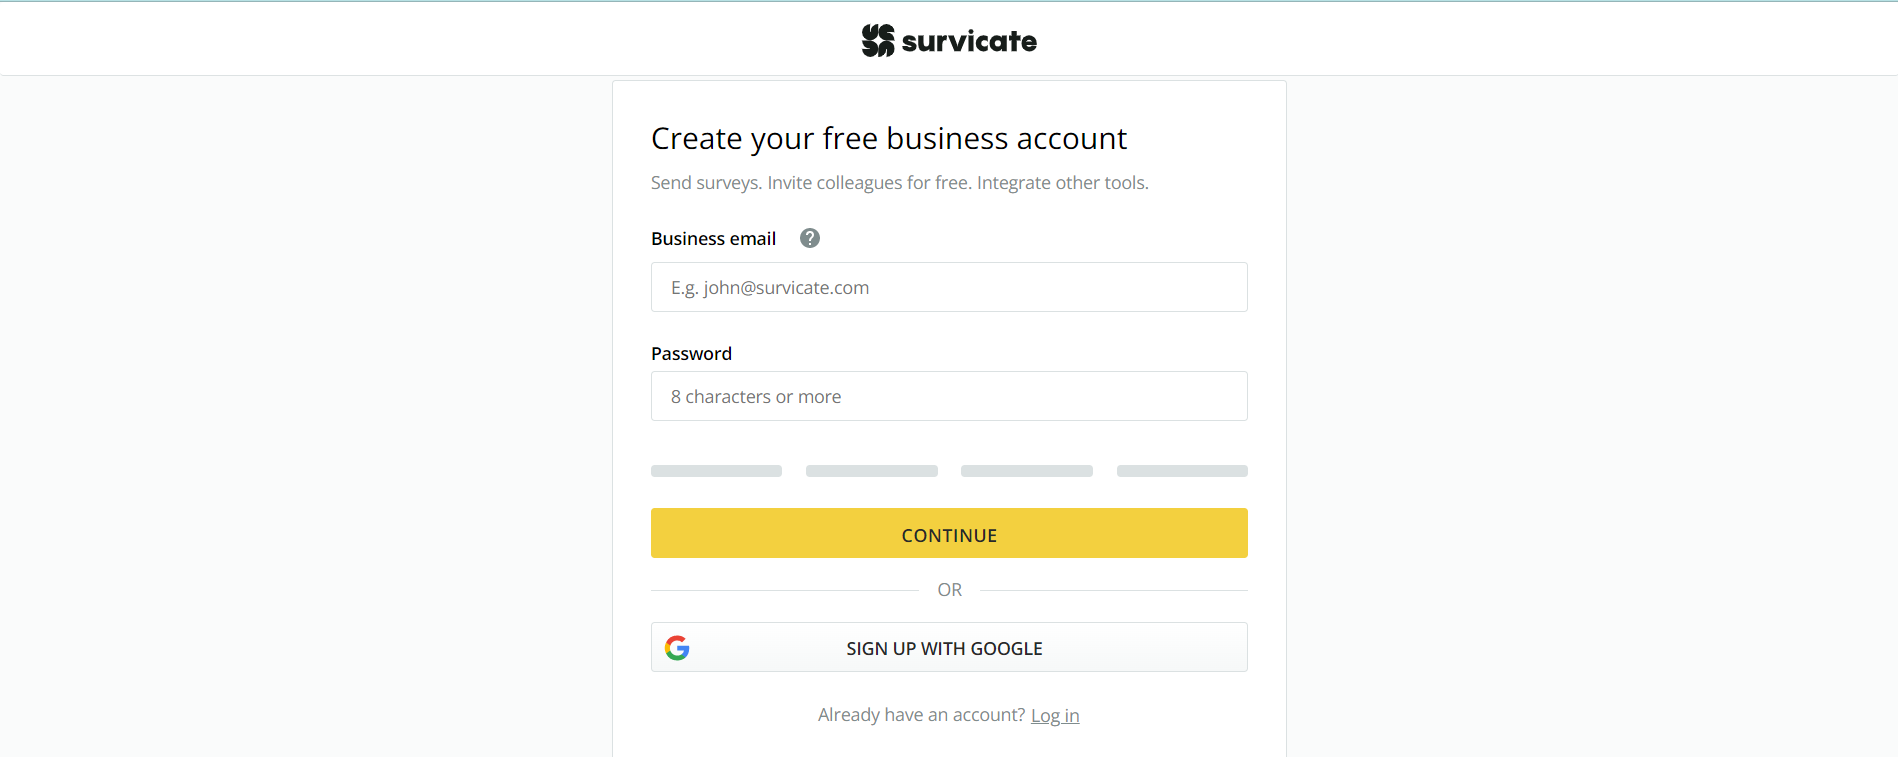 survicate
Create your free business account
Send surveys. Invite colleagues for free. Integrate other tools.
Business email ?
E.g. john@survicate.com
Password
8 characters or more
CONTINUE
OR
SIGN UP WITH GOOGLE
Already have an account? Log in